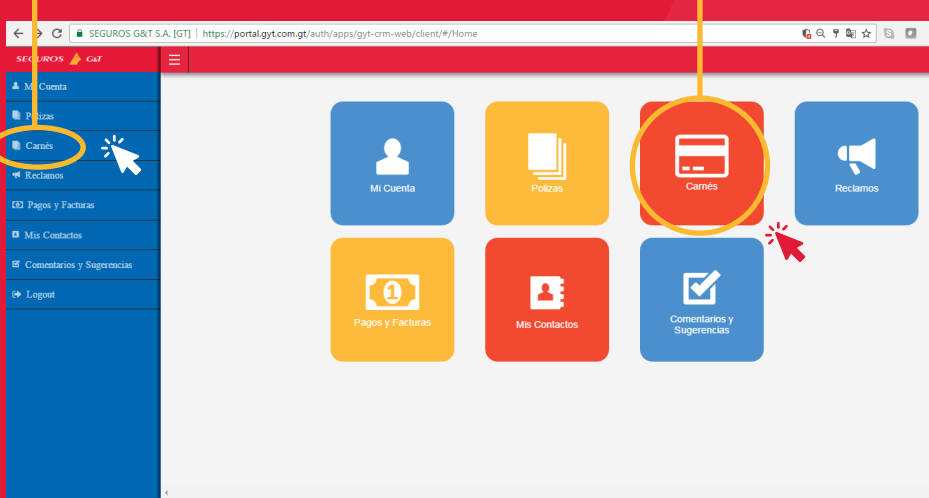 SEGUROS G&T S.A. [GT] | https://portal.gyt.com.gt/auth/apps/gyt-crm-web/client/#/Home
SEGUROS G&T
Mi Cuenta
Polizas
Carnés
Reclamos
Pagos y Facturas
Mis Contactos
Comentarios y Sugerencias
Logout
Mi Cuenta
Polizas
Carnés
Reclamos
1
Pagos y Facturas
Mis Contactos
Comentarios y
Sugerencias